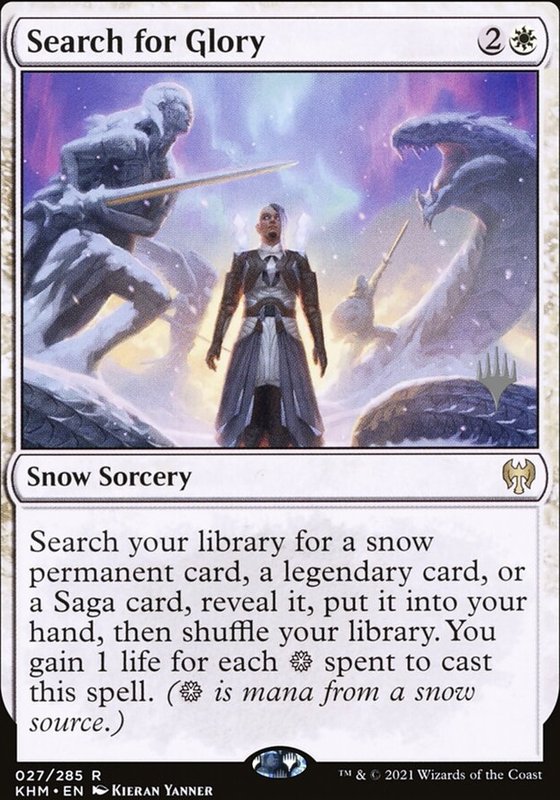 Search for Glory 2
Snow Sorcery
Search your library for a snow
permanent card, a legendary card, or
a Saga card, reveal it, put it into your
hand, then shuffle your library. You
gain 1 life for each spent to cast
this spell. ( is mana from a snow
source.)
027/285 R
KHM • EN Kieran Yanner
™ & © 2021 Wizards of the Coast